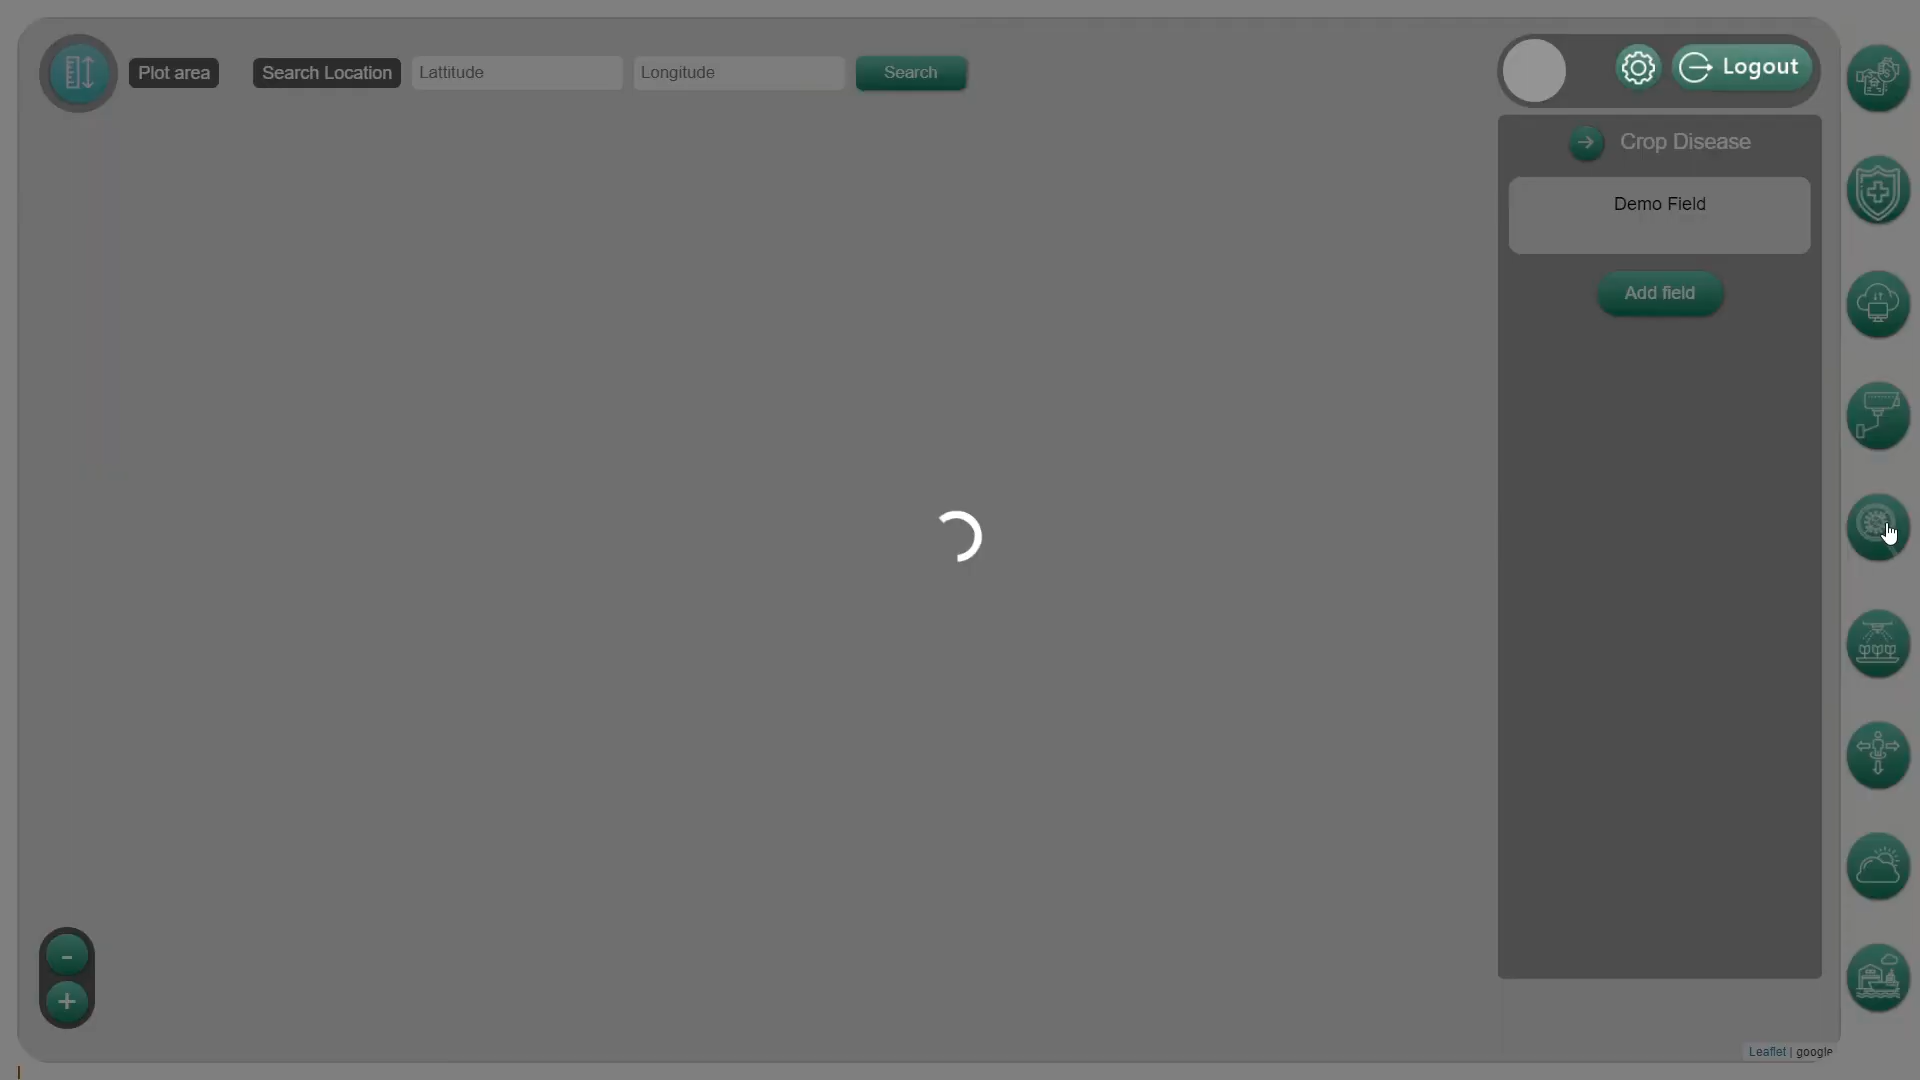 Plot area
Search Location
Lattitude
Longitude
Search
Logout
Crop Disease
Demo Field
Add field
-
+
Leaflet | google